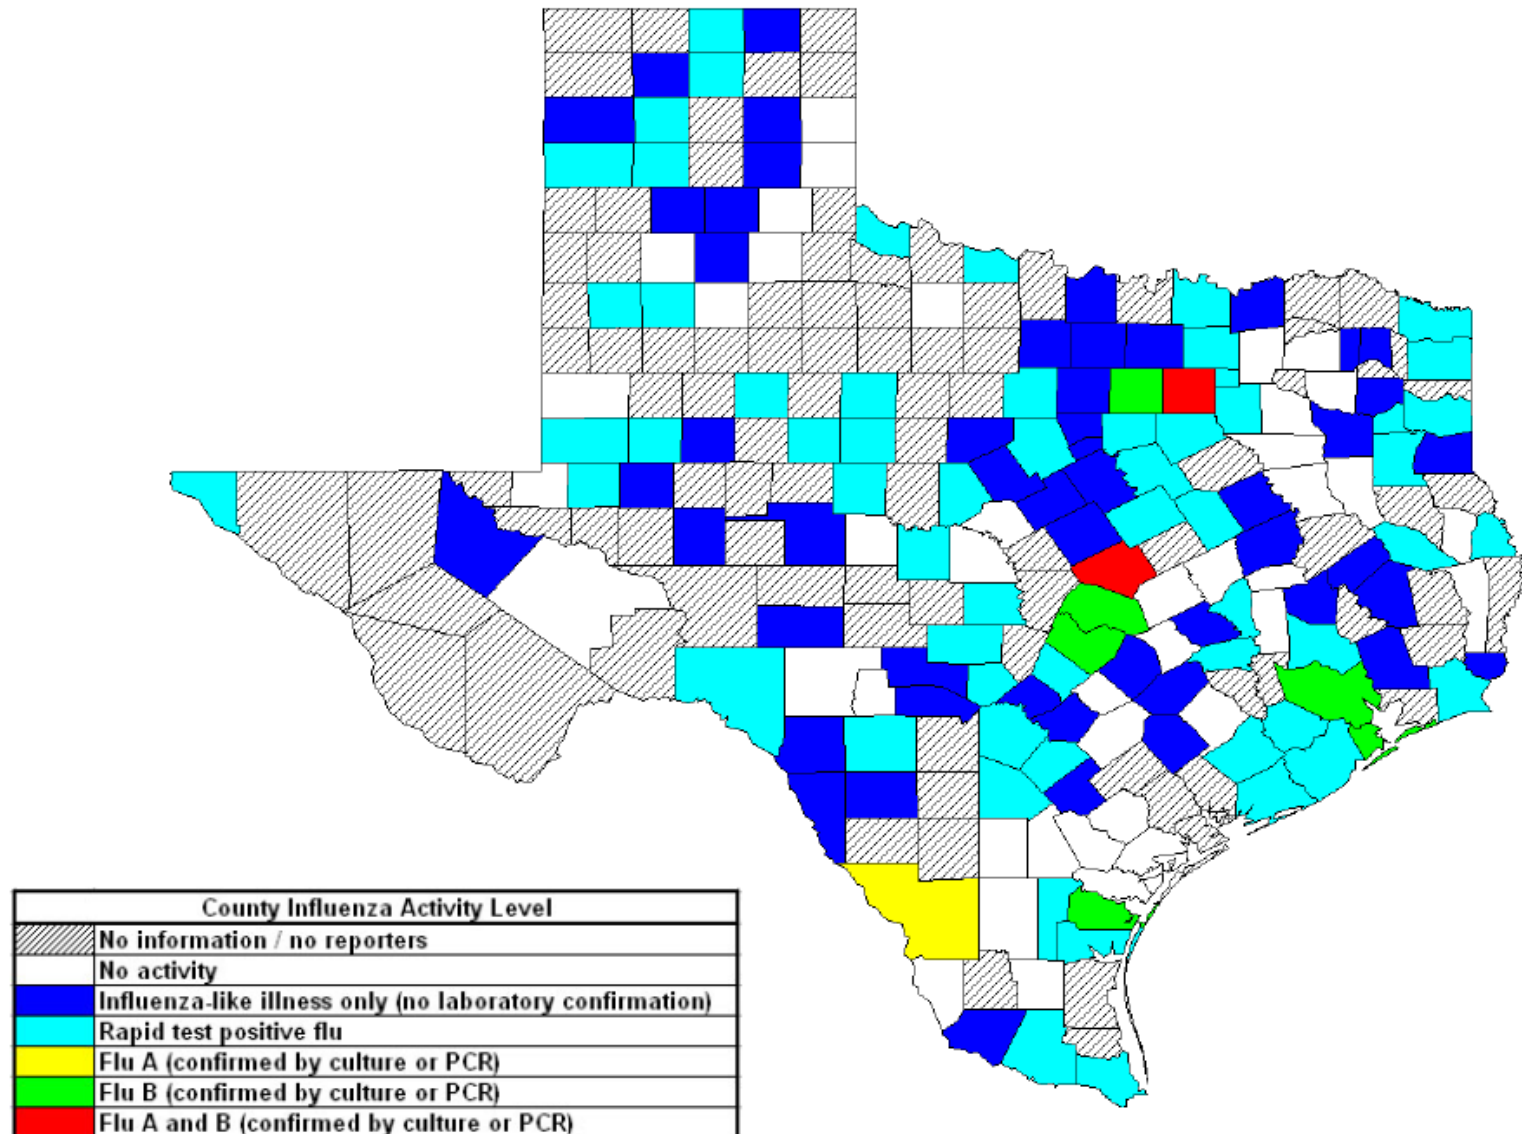 County Influenza Activity Level
No information / no reporters
No activity
Influenza-like illness only (no laboratory confirmation)
Rapid test positive flu
Flu A (confirmed by culture or PCR)
Flu B (confirmed by culture or PCR)
Flu A and B (confirmed by culture or PCR)